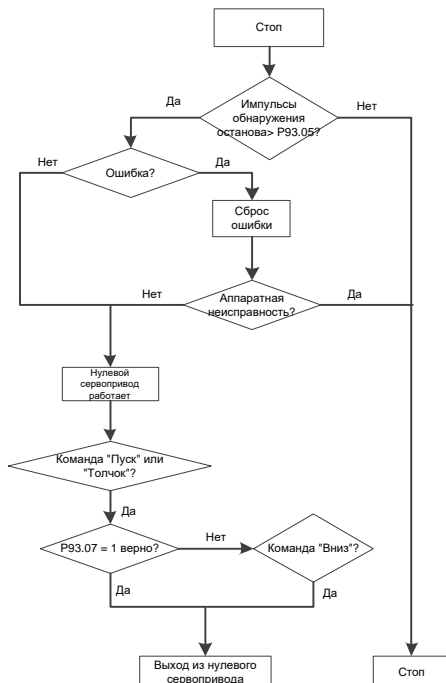 Стоп
Да
Импульсы
обнаружения
останова> P93.05?
Нет
Нет
Ошибка?
Да
Сброс
ошибки
Нет
Аппаратная
неисправность?
Да
Нулевой
сервопривод
работает
Команда "Пуск" или
"Толчок"?
Да
P93.07 = 1 верно?
Нет
Команда "Вниз"?
Да
Да
Выход из нулевого
сервопривода
Стоп